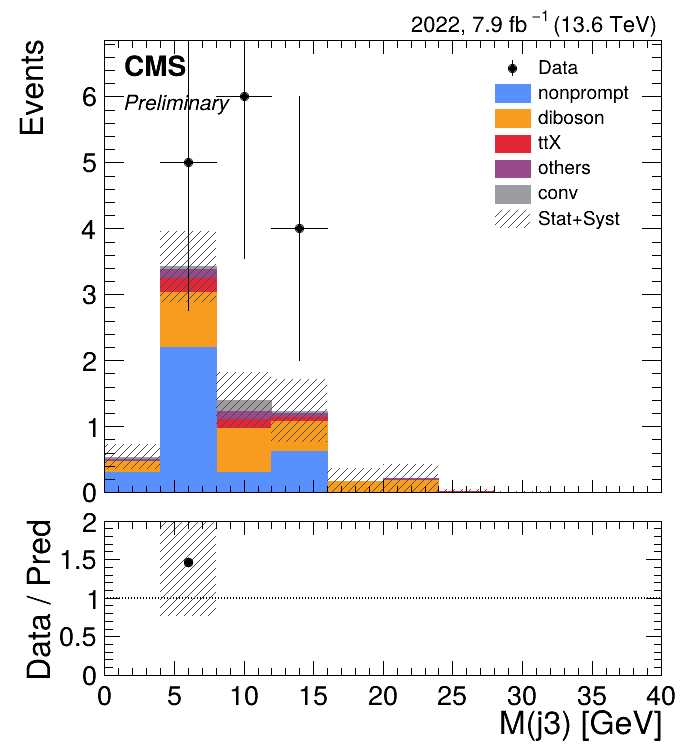 2022, 7.9 fb⁻¹ (13.6 TeV)
Events
CMS
Preliminary
Data
nonprompt
diboson
ttX
others
conv
Stat+Syst
6
5
4
3
2
1
0
Data / Pred
2
1.5
1
0.5
0
0 5 10 15 20 25 30 35 40
M(j3) [GeV]